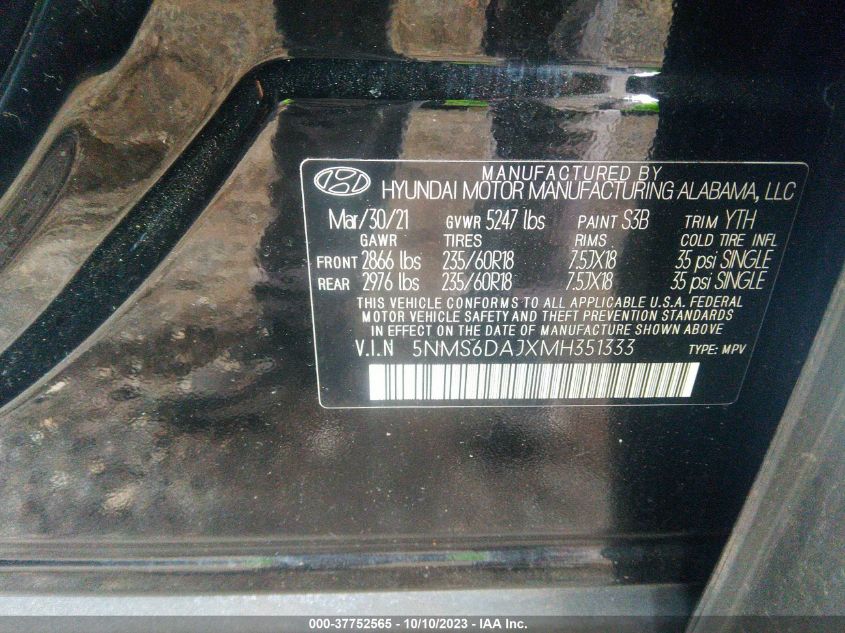 MANUFACTURED BY
HYUNDAI MOTOR MANUFACTURING ALABAMA, LLC
Mar/30/21 GVWR 5247 lbs PAINT S3B TRIM YTH
GAWR TIRES RIMS COLD TIRE INFL
FRONT 2866 lbs 235/60R18 7.5JX18 35 psi SINGLE
REAR 2976 lbs 235/60R18 7.5JX18 35 psi SINGLE
THIS VEHICLE CONFORMS TO ALL APPLICABLE U.S.A. FEDERAL
MOTOR VEHICLE SAFETY AND THEFT PREVENTION STANDARDS
IN EFFECT ON THE DATE OF MANUFACTURE SHOWN ABOVE
V.I.N 5NMS6DAJXMH351333 TYPE: MPV
000-37752565 - 10/10/2023 - IAA Inc.